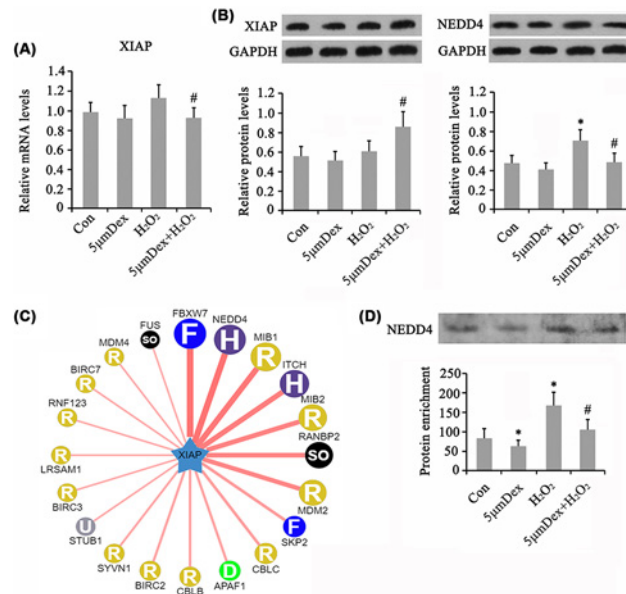 (A)
XIAP
Relative mRNA levels
1.4
1.2
1.0
0.8
0.6
0.4
0.2
0
#
Con
5μmDex
H₂O₂
5μmDex+H₂O₂
(B)
XIAP
GAPDH
Relative protein levels
1.2
1.0
0.8
0.6
0.4
0.2
0
#
Con
5μmDex
H₂O₂
5μmDex+H₂O₂
NEDD4
GAPDH
Relative protein levels
1.2
1.0
0.8
0.6
0.4
0.2
0
*
#
Con
5μmDex
H₂O₂
5μmDex+H₂O₂
(C)
XIAP
FBXW7
F
NEDD4
H
MIB1
R
ITCH
H
MIB2
R
RANBP2
SO
MDM2
R
SKP2
F
CBLC
R
APAF1
D
CBLB
R
BIRC2
R
SYVN1
R
STUB1
U
BIRC3
R
LRSAM1
R
RNF123
R
BIRC7
R
MDM4
R
FUS
SO
(D)
NEDD4
Protein enrichment
250
200
150
100
50
0
*
*
#
Con
5μmDex
H₂O₂
5μmDex+H₂O₂